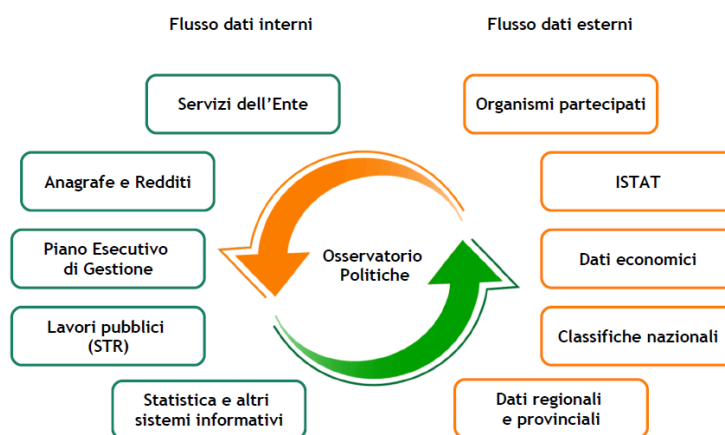 Flusso dati interni
Flusso dati esterni
Servizi dell'Ente
Organismi partecipati
Anagrafe e Redditi
ISTAT
Piano Esecutivo
di Gestione
Osservatorio
Politiche
Dati economici
Lavori pubblici
(STR)
Classifiche nazionali
Statistica e altri
sistemi informativi
Dati regionali
e provinciali